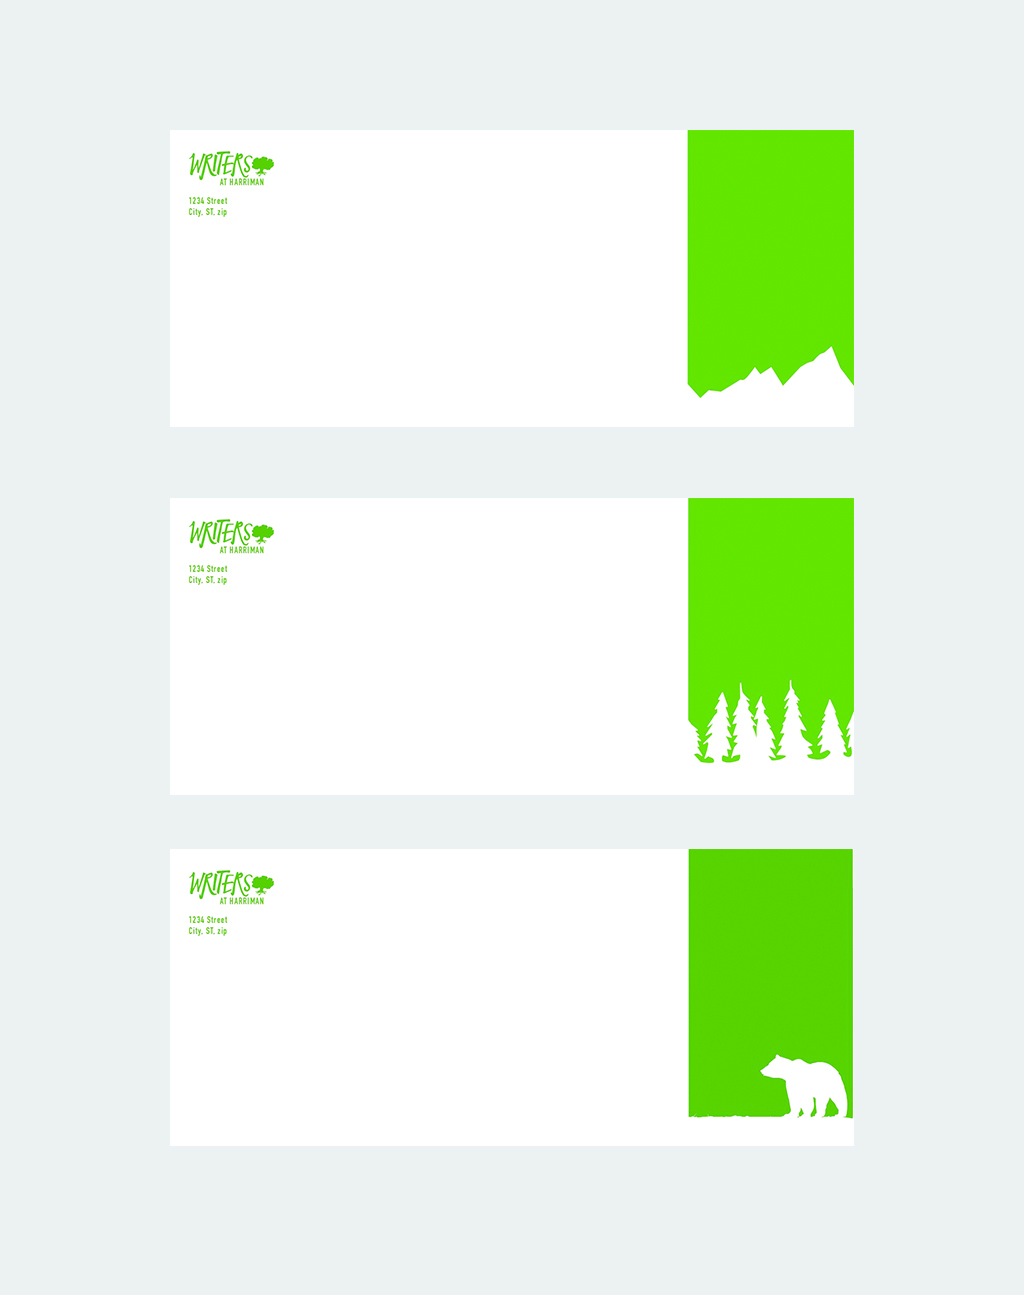 WRITERS
AT HARRIMAN
1234 Street
City, ST, zip
WRITERS
AT HARRIMAN
1234 Street
City, ST, zip
WRITERS
AT HARRIMAN
1234 Street
City, ST, zip